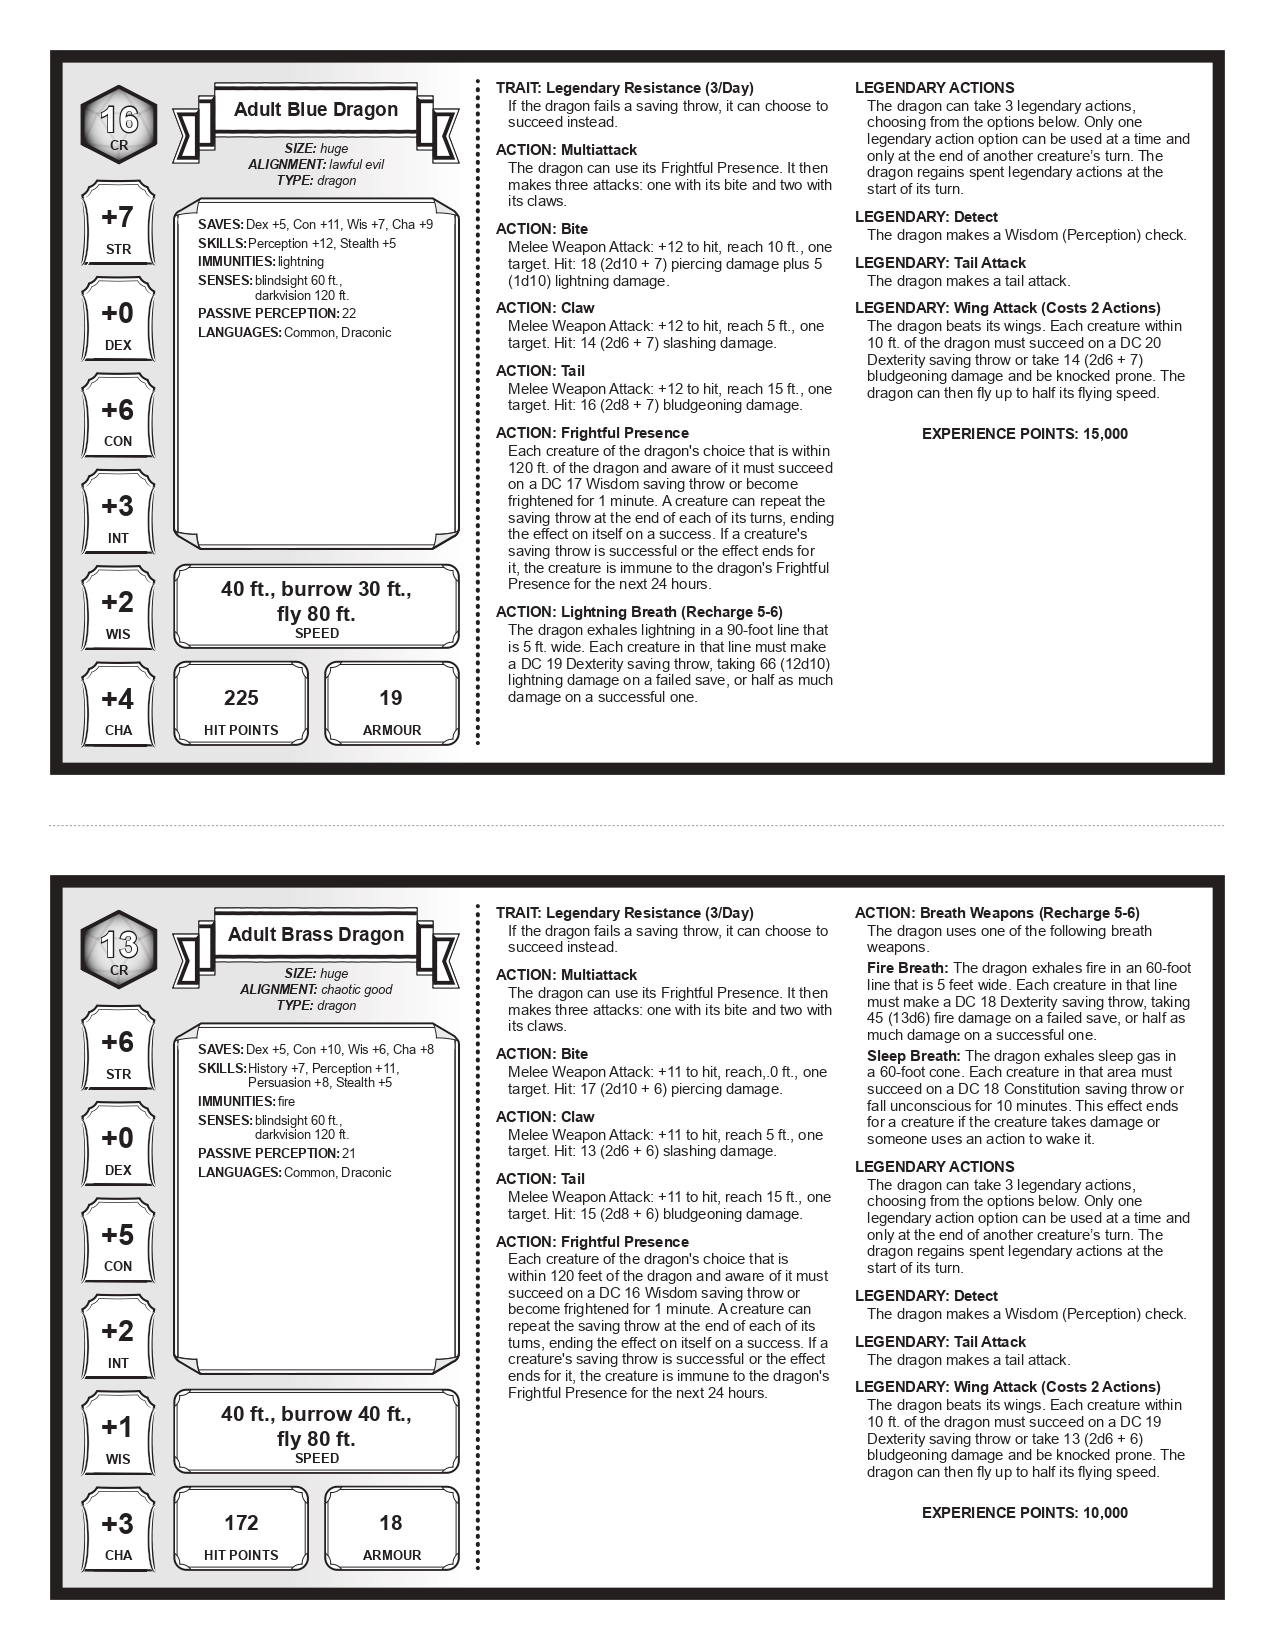 16
CR
Adult Blue Dragon
SIZE: huge
ALIGNMENT: lawful evil
TYPE: dragon
+7
STR
+0
DEX
+6
CON
+3
INT
+2
WIS
+4
CHA
SAVES: Dex +5, Con +11, Wis +7, Cha +9
SKILLS: Perception +12, Stealth +5
IMMUNITIES: lightning
SENSES: blindsight 60 ft.,
darkvision 120 ft.
PASSIVE PERCEPTION: 22
LANGUAGES: Common, Draconic
40 ft., burrow 30 ft.,
fly 80 ft.
SPEED
225
HIT POINTS
19
ARMOUR
TRAIT: Legendary Resistance (3/Day)
If the dragon fails a saving throw, it can choose to
succeed instead.
ACTION: Multiattack
The dragon can use its Frightful Presence. It then
makes three attacks: one with its bite and two with
its claws.
ACTION: Bite
Melee Weapon Attack: +12 to hit, reach 10 ft., one
target. Hit: 18 (2d10 + 7) piercing damage plus 5
(1d10) lightning damage.
ACTION: Claw
Melee Weapon Attack: +12 to hit, reach 5 ft., one
target. Hit: 14 (2d6 + 7) slashing damage.
ACTION: Tail
Melee Weapon Attack: +12 to hit, reach 15 ft., one
target. Hit: 16 (2d8 + 7) bludgeoning damage.
ACTION: Frightful Presence
Each creature of the dragon's choice that is within
120 ft. of the dragon and aware of it must succeed
on a DC 17 Wisdom saving throw or become
frightened for 1 minute. A creature can repeat the
saving throw at the end of each of its turns, ending
the effect on itself on a success. If a creature's
saving throw is successful or the effect ends for
it, the creature is immune to the dragon's Frightful
Presence for the next 24 hours.
ACTION: Lightning Breath (Recharge 5-6)
The dragon exhales lightning in a 90-foot line that
is 5 ft. wide. Each creature in that line must make
a DC 19 Dexterity saving throw, taking 66 (12d10)
lightning damage on a failed save, or half as much
damage on a successful one.
LEGENDARY ACTIONS
The dragon can take 3 legendary actions,
choosing from the options below. Only one
legendary action option can be used at a time and
only at the end of another creature's turn. The
dragon regains spent legendary actions at the
start of its turn.
LEGENDARY: Detect
The dragon makes a Wisdom (Perception) check.
LEGENDARY: Tail Attack
The dragon makes a tail attack.
LEGENDARY: Wing Attack (Costs 2 Actions)
The dragon beats its wings. Each creature within
10 ft. of the dragon must succeed on a DC 20
Dexterity saving throw or take 14 (2d6 + 7)
bludgeoning damage and be knocked prone. The
dragon can then fly up to half its flying speed.
EXPERIENCE POINTS: 15,000
13
CR
Adult Brass Dragon
SIZE: huge
ALIGNMENT: chaotic good
TYPE: dragon
+6
STR
+0
DEX
+5
CON
+2
INT
+1
WIS
+3
CHA
SAVES: Dex +5, Con +10, Wis +6, Cha +8
SKILLS: History +7, Perception +11,
Persuasion +8, Stealth +5
IMMUNITIES: fire
SENSES: blindsight 60 ft.,
darkvision 120 ft.
PASSIVE PERCEPTION: 21
LANGUAGES: Common, Draconic
40 ft., burrow 40 ft.,
fly 80 ft.
SPEED
172
HIT POINTS
18
ARMOUR
TRAIT: Legendary Resistance (3/Day)
If the dragon fails a saving throw, it can choose to
succeed instead.
ACTION: Multiattack
The dragon can use its Frightful Presence. It then
makes three attacks: one with its bite and two with
its claws.
ACTION: Bite
Melee Weapon Attack: +11 to hit, reach,.0 ft., one
target. Hit: 17 (2d10 + 6) piercing damage.
ACTION: Claw
Melee Weapon Attack: +11 to hit, reach 5 ft., one
target. Hit: 13 (2d6 + 6) slashing damage.
ACTION: Tail
Melee Weapon Attack: +11 to hit, reach 15 ft., one
target. Hit: 15 (2d8 + 6) bludgeoning damage.
ACTION: Frightful Presence
Each creature of the dragon's choice that is
within 120 feet of the dragon and aware of it must
succeed on a DC 16 Wisdom saving throw or
become frightened for 1 minute. A creature can
repeat the saving throw at the end of each of its
turns, ending the effect on itself on a success. If a
creature's saving throw is successful or the effect
ends for it, the creature is immune to the dragon's
Frightful Presence for the next 24 hours.
ACTION: Breath Weapons (Recharge 5-6)
The dragon uses one of the following breath
weapons.
Fire Breath: The dragon exhales fire in an 60-foot
line that is 5 feet wide. Each creature in that line
must make a DC 18 Dexterity saving throw, taking
45 (13d6) fire damage on a failed save, or half as
much damage on a successful one.
Sleep Breath: The dragon exhales sleep gas in
a 60-foot cone. Each creature in that area must
succeed on a DC 18 Constitution saving throw or
fall unconscious for 10 minutes. This effect ends
for a creature if the creature takes damage or
someone uses an action to wake it.
LEGENDARY ACTIONS
The dragon can take 3 legendary actions,
choosing from the options below. Only one
legendary action option can be used at a time and
only at the end of another creature's turn. The
dragon regains spent legendary actions at the
start of its turn.
LEGENDARY: Detect
The dragon makes a Wisdom (Perception) check.
LEGENDARY: Tail Attack
The dragon makes a tail attack.
LEGENDARY: Wing Attack (Costs 2 Actions)
The dragon beats its wings. Each creature within
10 ft. of the dragon must succeed on a DC 19
Dexterity saving throw or take 13 (2d6 + 6)
bludgeoning damage and be knocked prone. The
dragon can then fly up to half its flying speed.
EXPERIENCE POINTS: 10,000